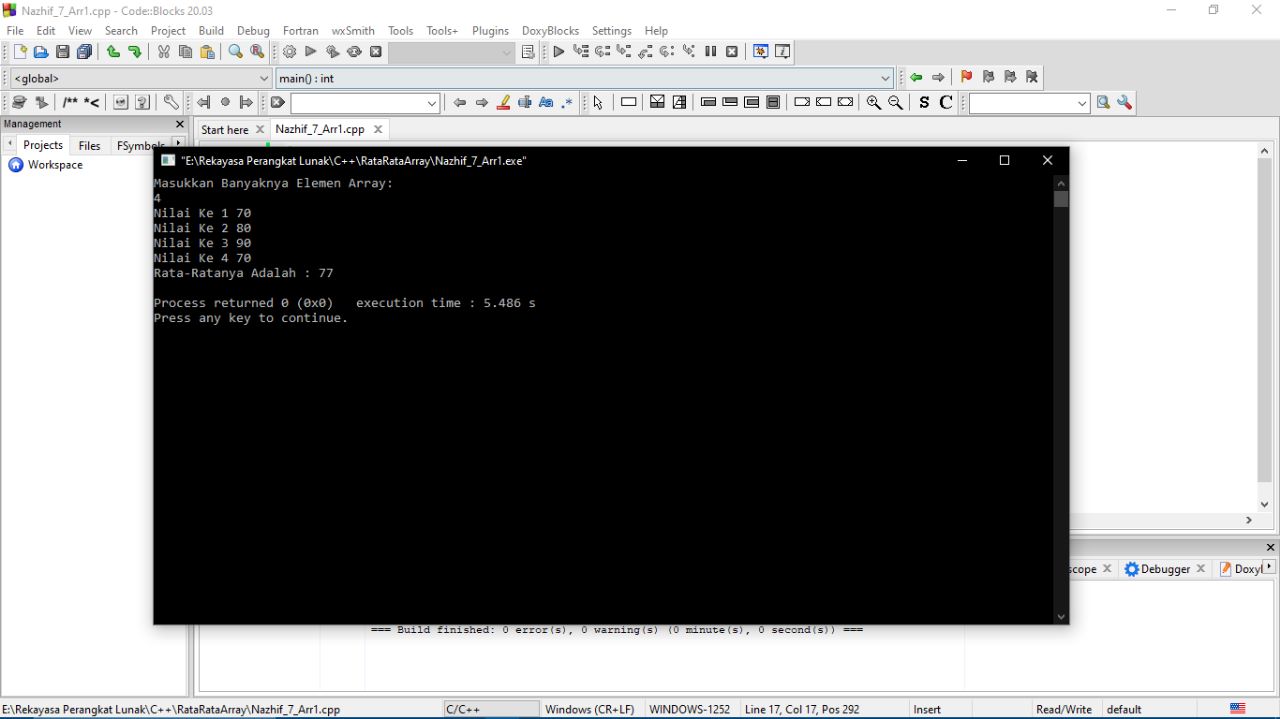 Nazhif_7_Arr1.cpp - Code::Blocks 20.03
File Edit View Search Project Build Debug Fortran wxSmith Tools Tools+ Plugins DoxyBlocks Settings Help
<global> main() : int
/** *<
S C
Management
Projects Files FSymbols
Workspace
Start here Nazhif_7_Arr1.cpp
"E:\Rekayasa Perangkat Lunak\C++\RataRataArray\Nazhif_7_Arr1.exe"
Masukkan Banyaknya Elemen Array:
4
Nilai Ke 1 70
Nilai Ke 2 80
Nilai Ke 3 90
Nilai Ke 4 70
Rata-Ratanya Adalah : 77
Process returned 0 (0x0) execution time : 5.486 s
Press any key to continue.
scope Debugger Doxyl
=== Build finished: 0 error(s), 0 warning(s) (0 minute(s), 0 second(s)) ===
E:\Rekayasa Perangkat Lunak\C++\RataRataArray\Nazhif_7_Arr1.cpp C/C++ Windows (CR+LF) WINDOWS-1252 Line 17, Col 17, Pos 292 Insert Read/Write default